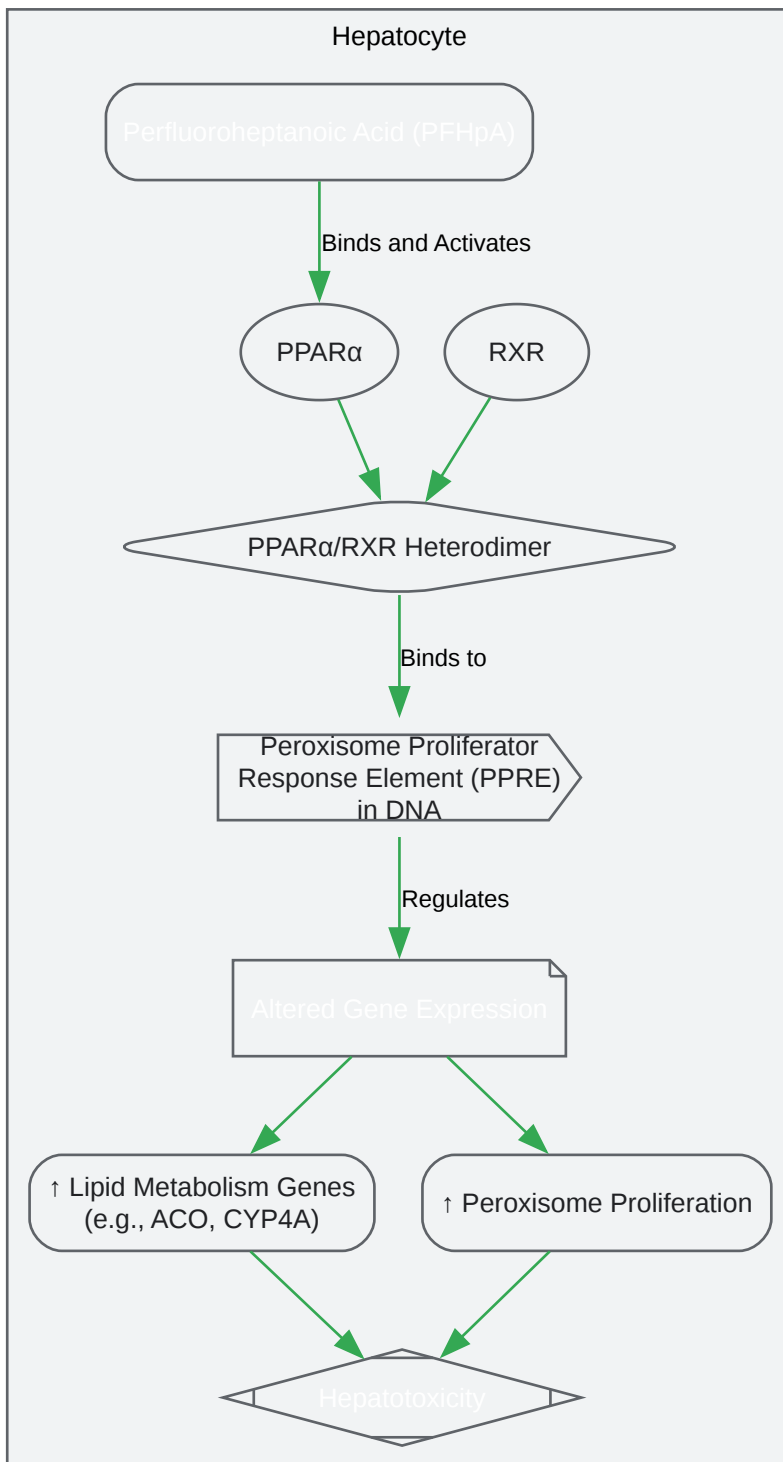 Hepatocyte
Perfluoroheptanoic Acid (PFHpA)
Binds and Activates
PPARα
RXR
PPARα/RXR Heterodimer
Binds to
Peroxisome Proliferator
Response Element (PPRE)
in DNA
Regulates
Altered Gene Expression
↑ Lipid Metabolism Genes
(e.g., ACO, CYP4A)
↑ Peroxisome Proliferation
Hepatotoxicity